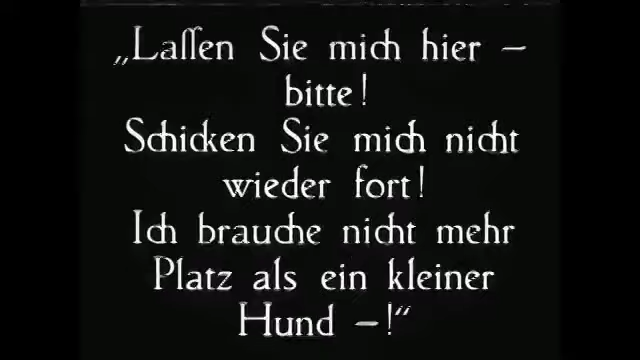 „Laſſen Sie mich hier –
bitte!
Schicken Sie mich nicht
wieder fort!
Ich brauche nicht mehr
Platz als ein kleiner
Hund –!“